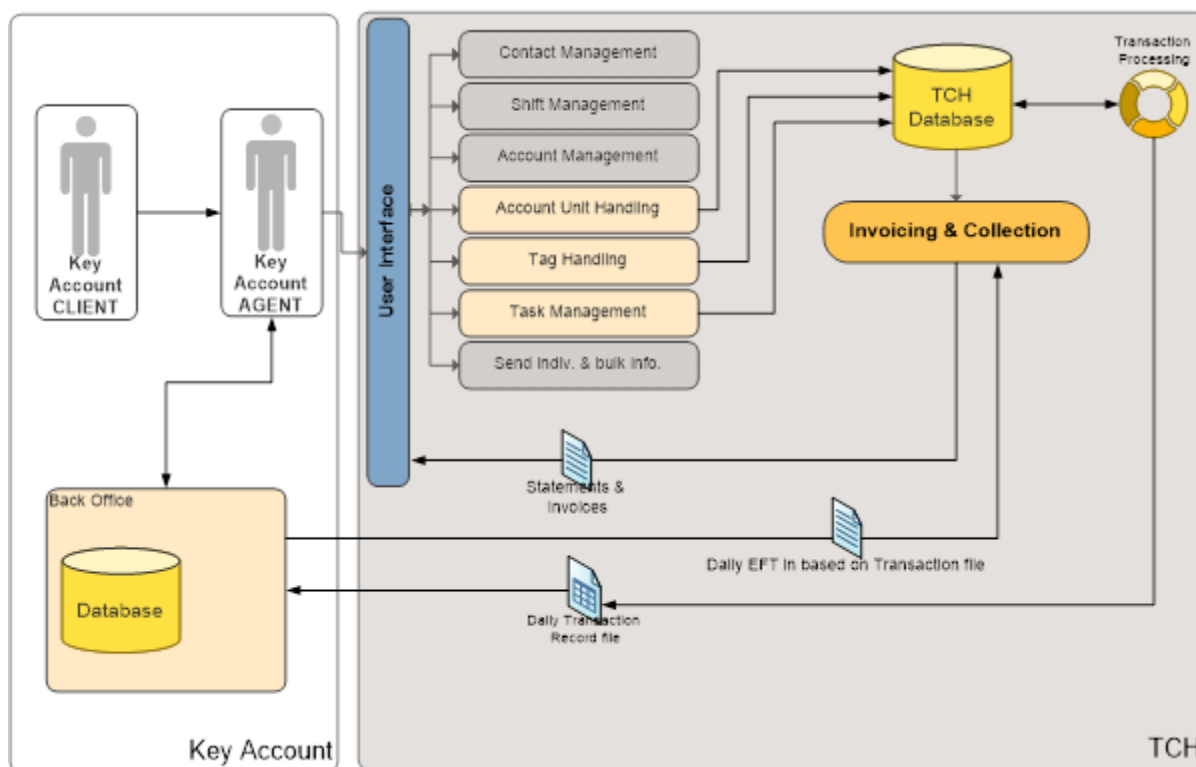 Contact Management
Shift Management
Account Management
Account Unit Handling
Tag Handling
Task Management
Send Indiv. & bulk Info.
User Interface
Key
Account
CLIENT
Key
Account
AGENT
TCH
Database
Transaction
Processing
Invoicing & Collection
Statements &
Invoices
Back Office
Database
Daily EFT in based on Transaction file
Daily Transaction
Record file
Key Account
TCH